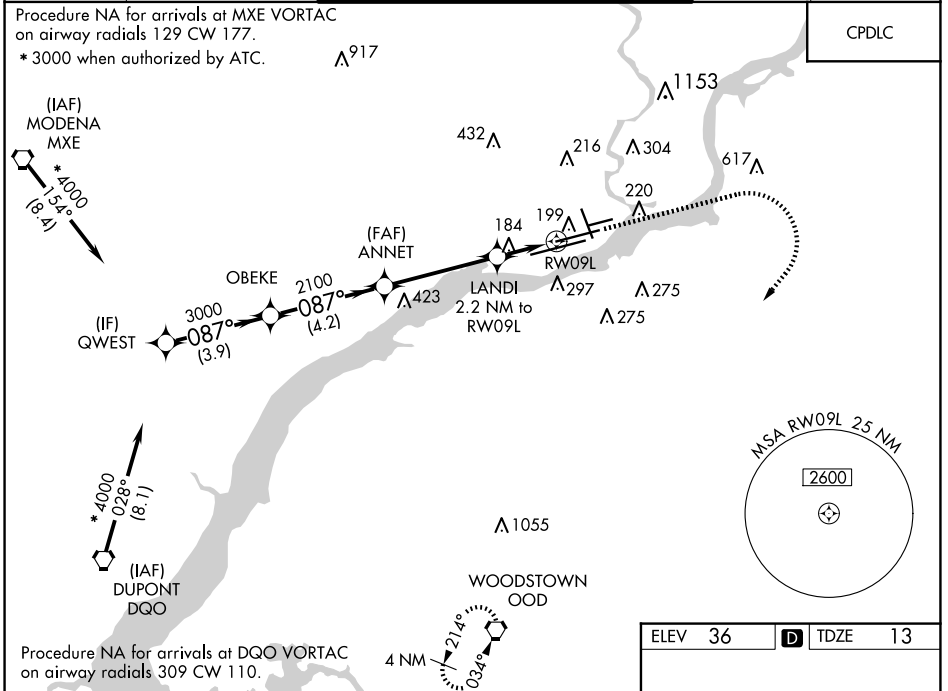 Procedure NA for arrivals at MXE VORTAC
on airway radials 129 CW 177.
* 3000 when authorized by ATC.
CPDLC
917
1153
(IAF)
MODENA
MXE
* 4000
154°
(8.4)
432
216
304
617
220
199
184
(FAF)
ANNET
RW09L
OBEKE
2100
087°
(4.2)
423
LANDI
2.2 NM to
RW09L
297
275
275
(IF)
QWEST
3000
087°
(3.9)
MSA RW09L 25 NM
2600
* 4000
028°
(8.1)
1055
(IAF)
DUPONT
DQO
WOODSTOWN
OOD
4 NM
214°
034°
ELEV 36
D
TDZE 13
Procedure NA for arrivals at DQO VORTAC
on airway radials 309 CW 110.